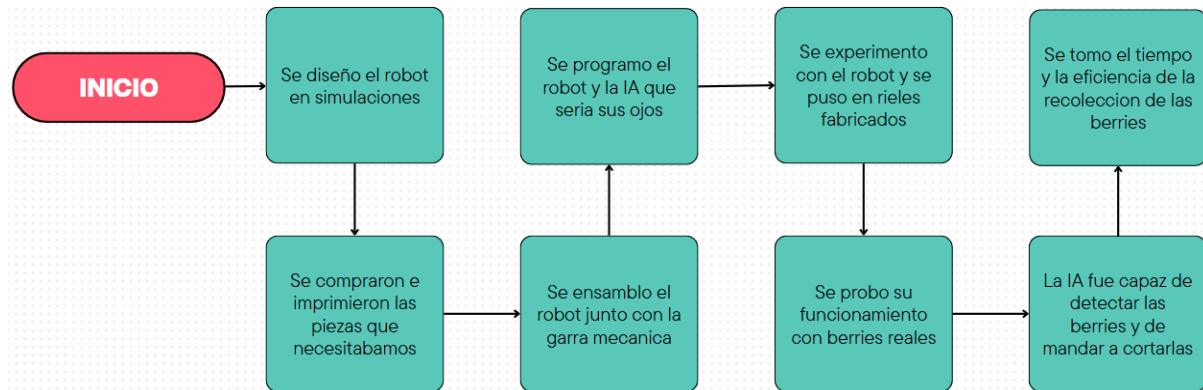 INICIO
Se diseño el robot
en simulaciones
Se compraron e
imprimieron las
piezas que
necesitabamos
Se ensamblo el
robot junto con la
garra mecanica
Se programo el
robot y la IA que
seria sus ojos
Se experimento
con el robot y se
puso en rieles
fabricados
Se probo su
funcionamiento
con berries reales
La IA fue capaz de
detectar las
berries y de
mandar a cortarlas
Se tomo el tiempo
y la eficiencia de la
recoleccion de las
berries